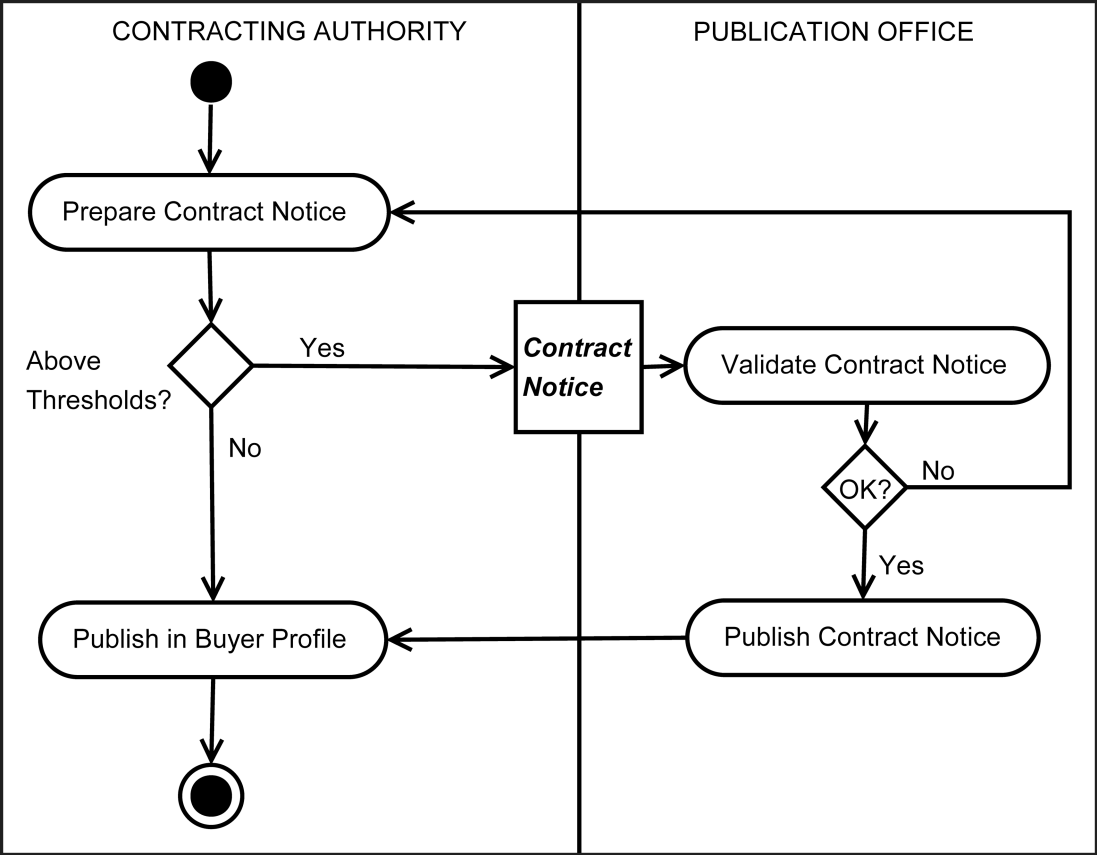 CONTRACTING AUTHORITY
PUBLICATION OFFICE
Prepare Contract Notice
Above
Thresholds?
Yes
Contract
Notice
Validate Contract Notice
No
OK?
No
Yes
Publish in Buyer Profile
Publish Contract Notice